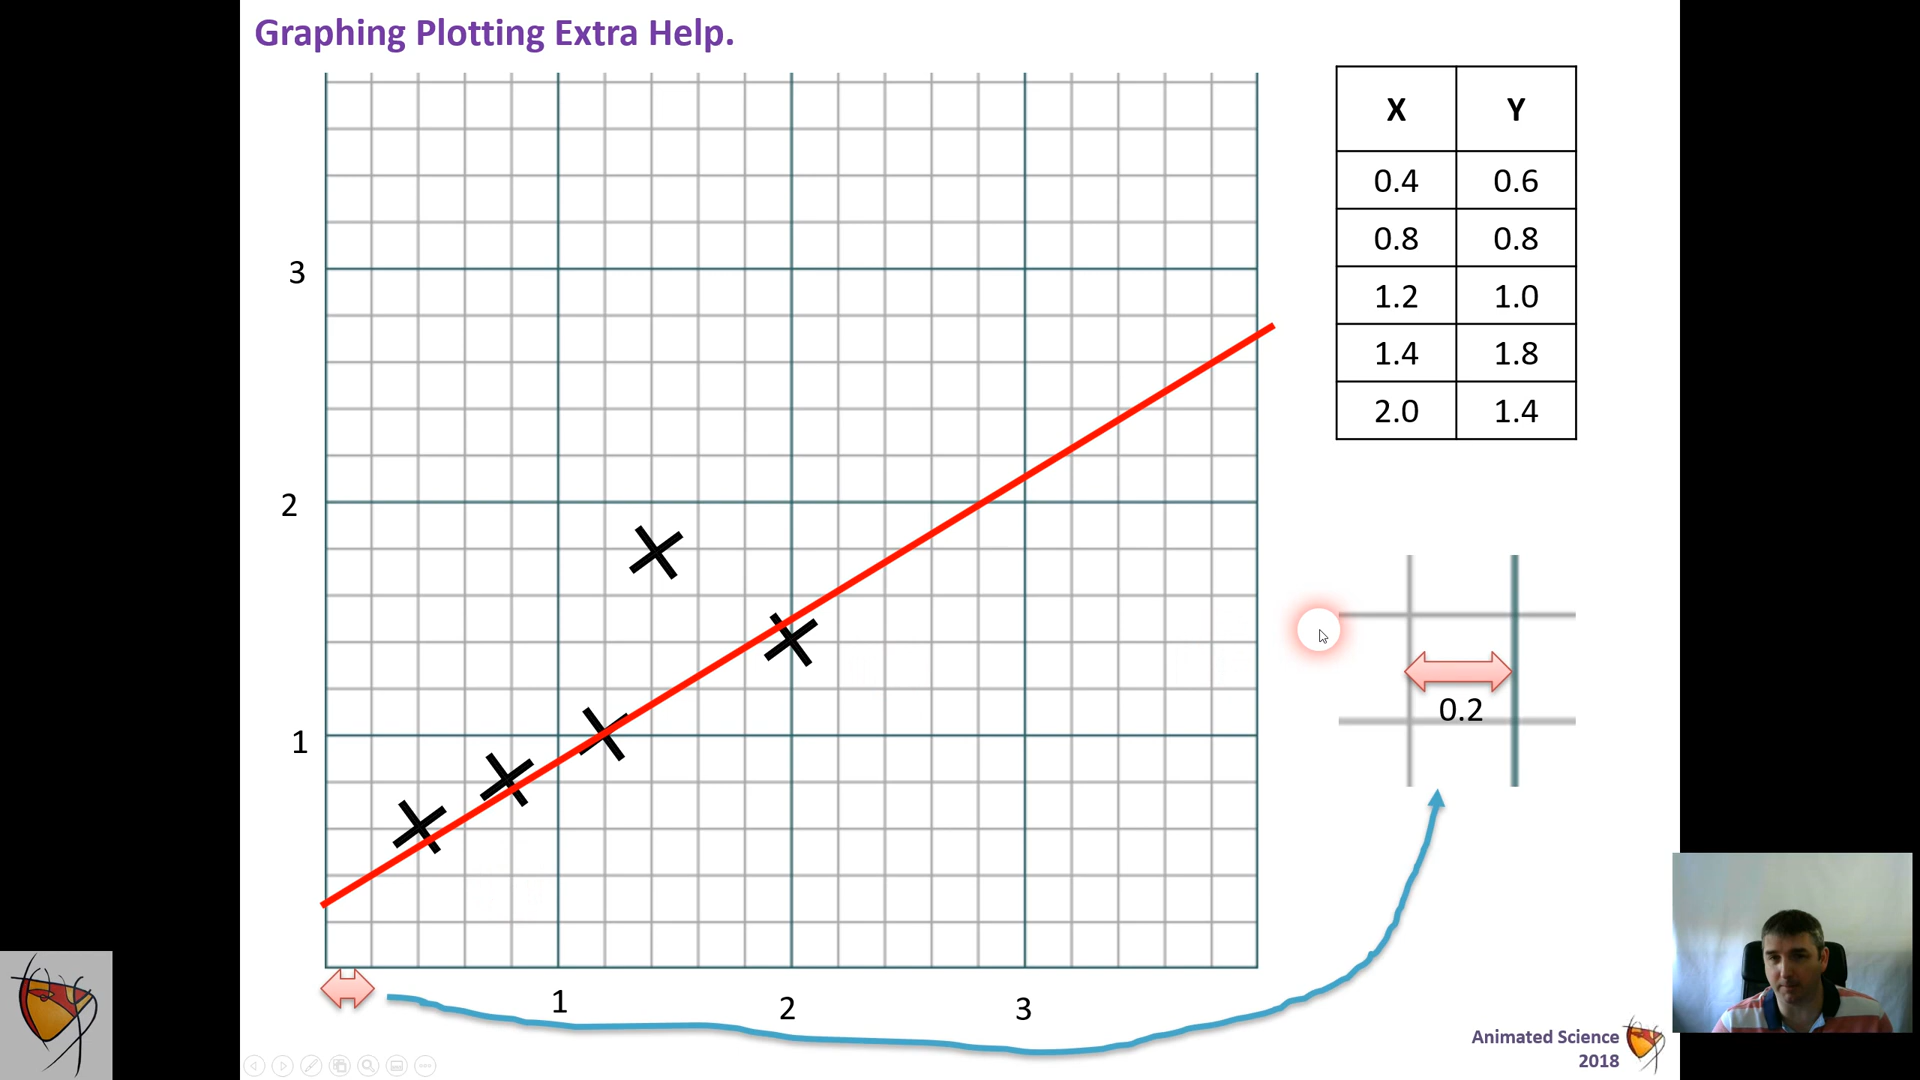 Graphing Plotting Extra Help.
X Y
0.4 0.6
0.8 0.8
1.2 1.0
1.4 1.8
2.0 1.4
3
2
1
1 2 3
0.2
Animated Science
2018